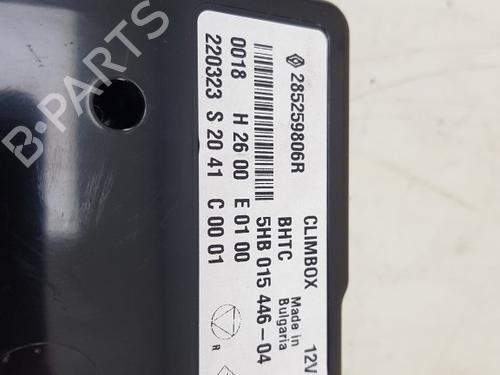 B-PARTS
285259806R
0018 H 26 00 E 01 00
220323 S 20 41 C 00 01
CLIMBOX
BHTC
5HB 015 446-04
12V
Made in
Bulgaria
R